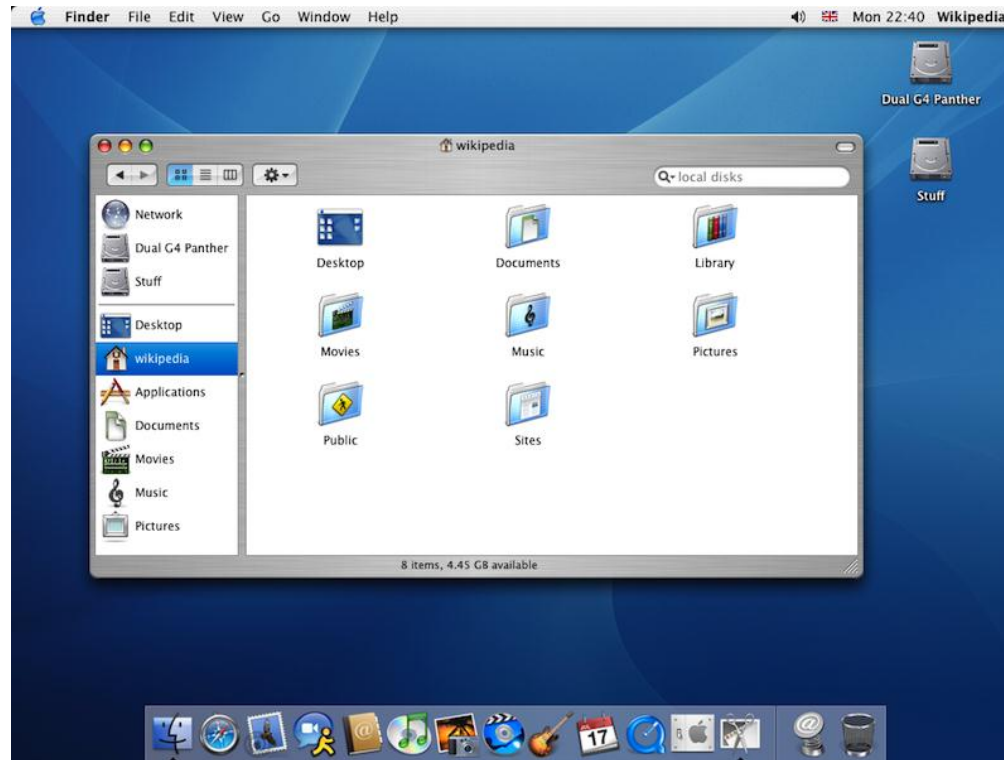 Finder File Edit View Go Window Help Mon 22:40 Wikipedia
Dual G4 Panther
Stuff
wikipedia
local disks
Network
Dual G4 Panther
Stuff
Desktop
wikipedia
Applications
Documents
Movies
Music
Pictures
Desktop Documents Library
Movies Music Pictures
Public Sites
8 items, 4.45 GB available
17